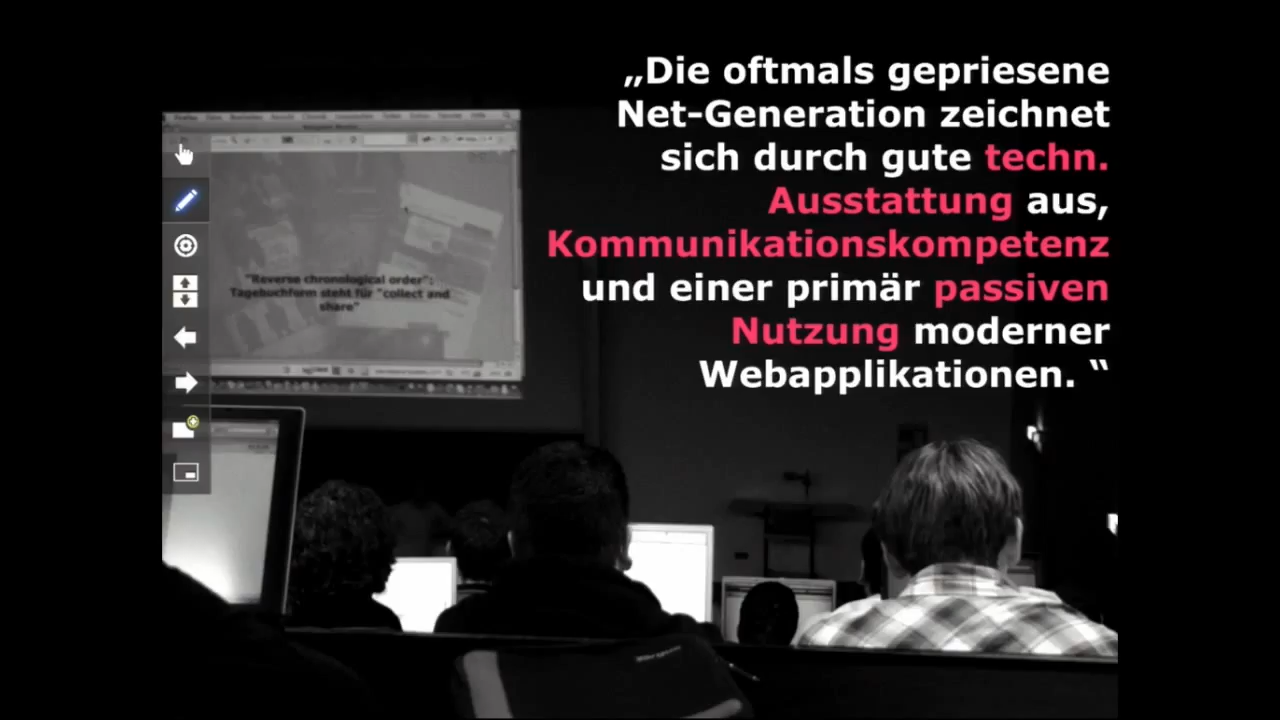 „Die oftmals gepriesene
Net-Generation zeichnet
sich durch gute techn.
Ausstattung aus,
Kommunikationskompetenz
und einer primär passiven
Nutzung moderner
Webapplikationen. “
"Reverse chronological order":
Tagebuchform steht für "collect and
share"